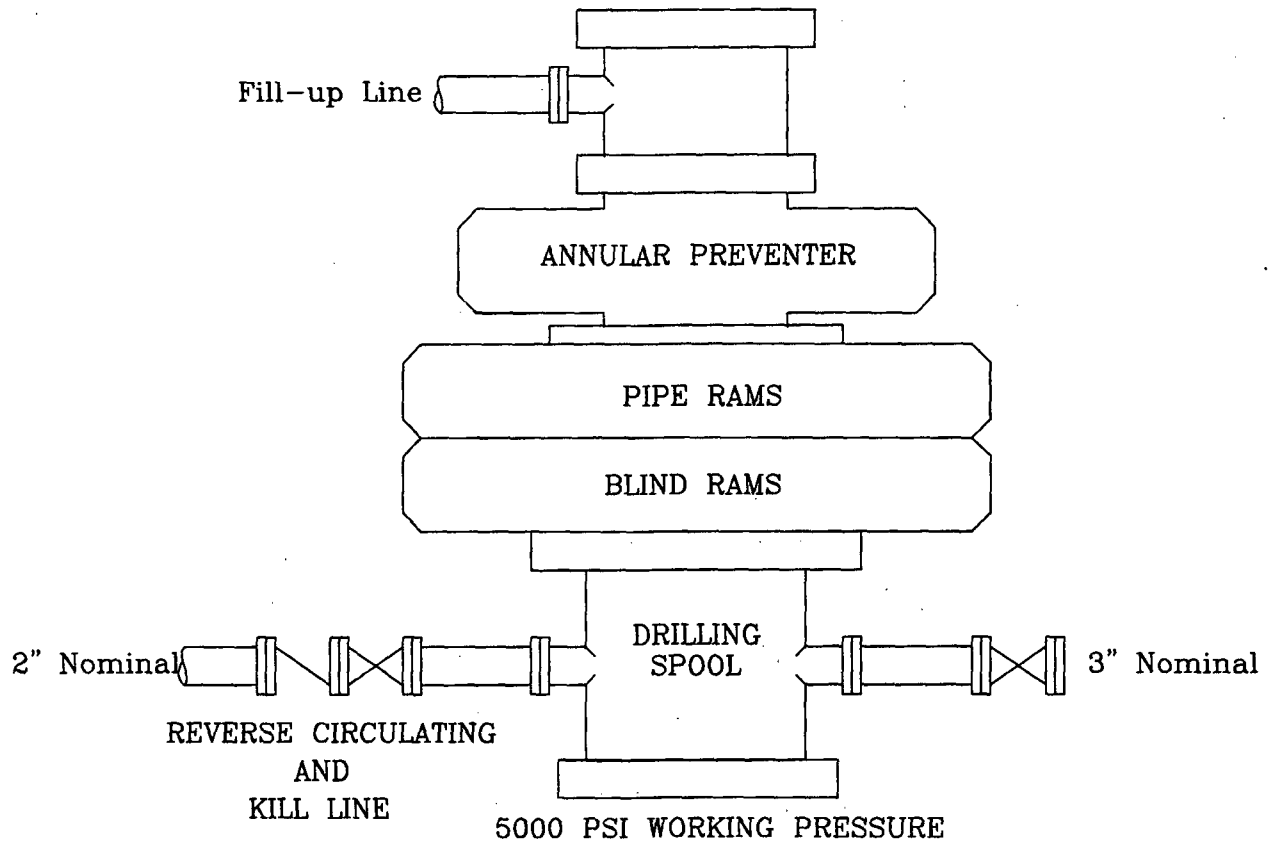 Fill-up Line
ANNULAR PREVENTER
PIPE RAMS
BLIND RAMS
DRILLING
SPOOL
2" Nominal
3" Nominal
REVERSE CIRCULATING
AND
KILL LINE
5000 PSI WORKING PRESSURE